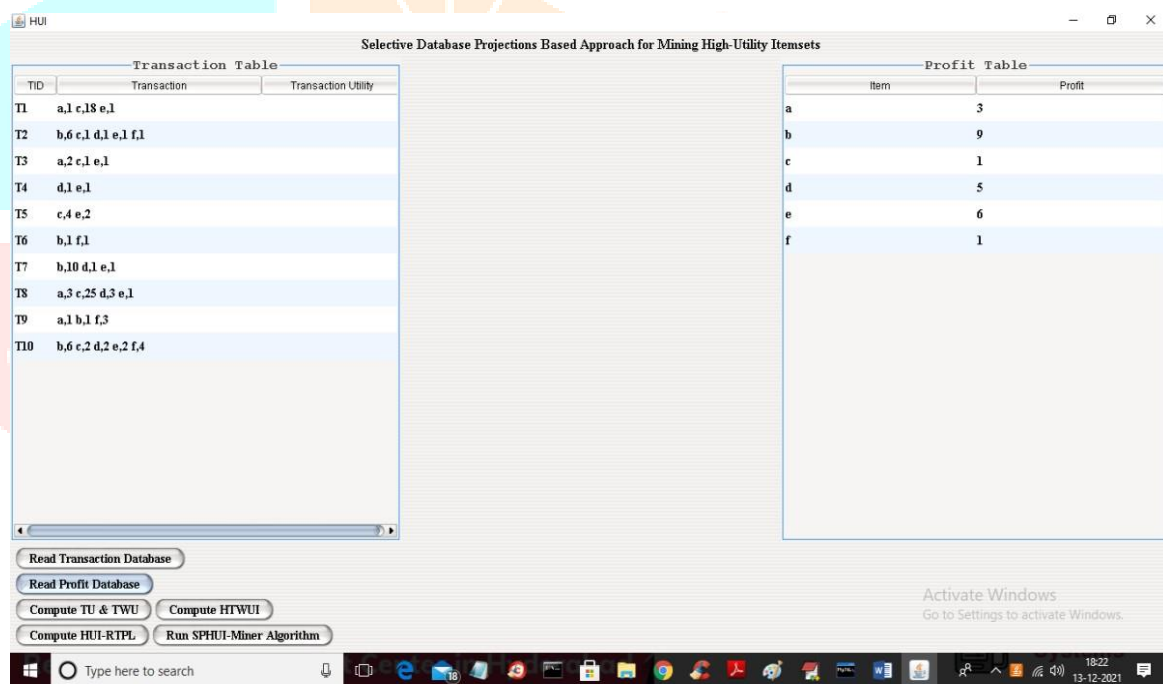 HUI
Selective Database Projections Based Approach for Mining High-Utility Itemsets
Transaction Table
TID Transaction Transaction Utility
T1 a,1 c,18 e,1
T2 b,6 c,1 d,1 e,1 f,1
T3 a,2 c,1 e,1
T4 d,1 e,1
T5 c,4 e,2
T6 b,1 f,1
T7 b,10 d,1 e,1
T8 a,3 c,25 d,3 e,1
T9 a,1 b,1 f,3
T10 b,6 c,2 d,2 e,2 f,4
Profit Table
Item Profit
a 3
b 9
c 1
d 5
e 6
f 1
Read Transaction Database
Read Profit Database
Compute TU & TWU Compute HTWUI
Compute HUI-RTPL Run SPHUI-Miner Algorithm
Activate Windows
Go to Settings to activate Windows.
Type here to search
18
18:22
13-12-2021